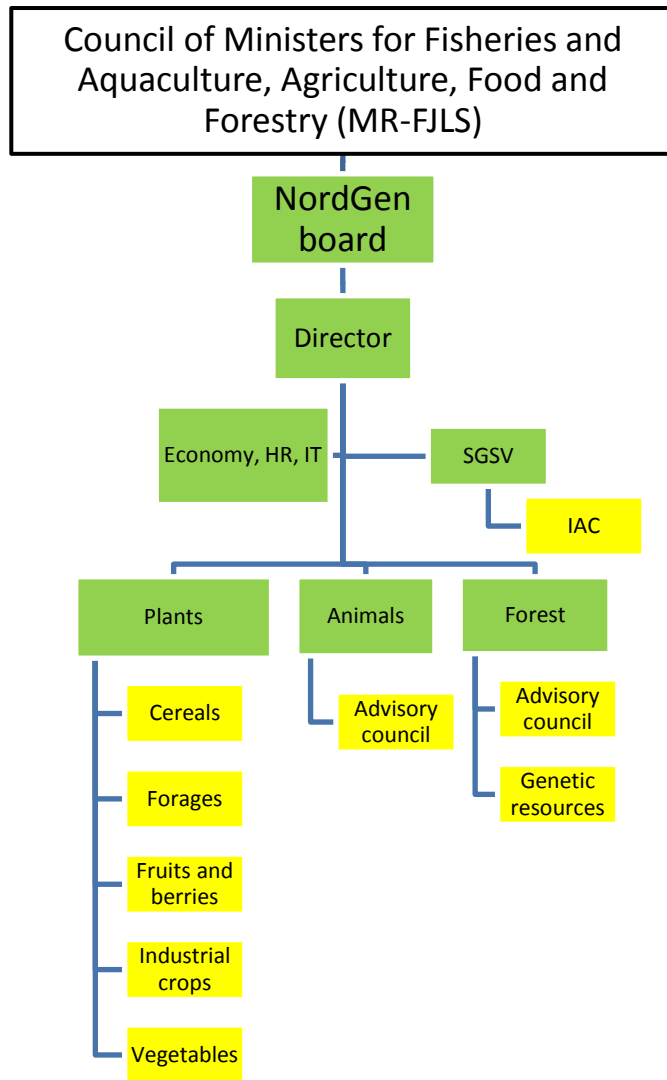 Council of Ministers for Fisheries and
Aquaculture, Agriculture, Food and
Forestry (MR-FJLS)
NordGen
board
Director
Economy, HR, IT
SGSV
IAC
Plants
Animals
Forest
Cereals
Forages
Fruits and
berries
Industrial
crops
Vegetables
Advisory
council
Advisory
council
Genetic
resources